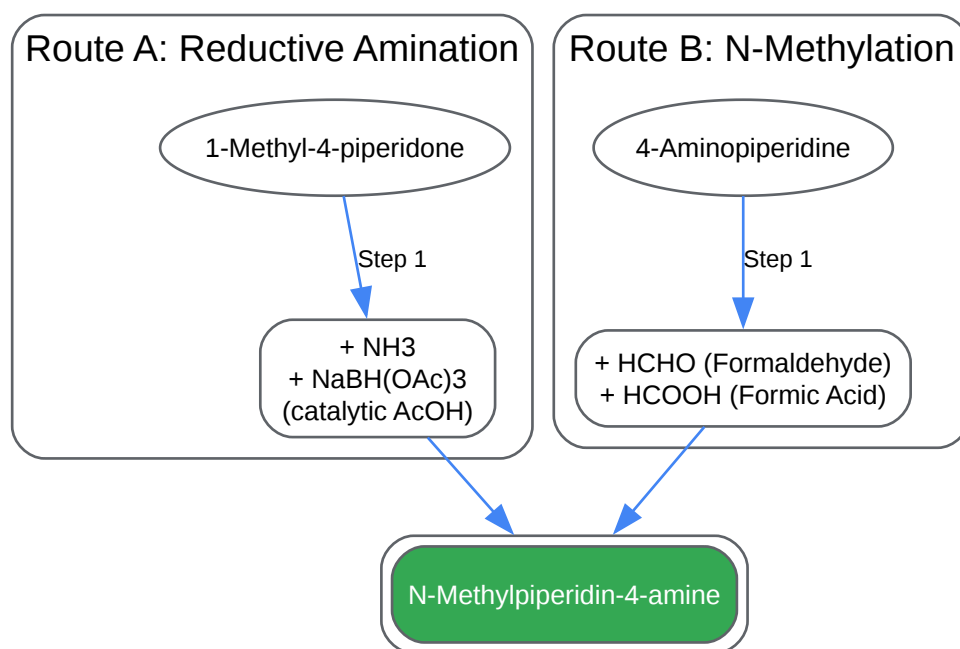 Route A: Reductive Amination
1-Methyl-4-piperidone
Step 1
+ NH3
+ NaBH(OAc)3
(catalytic AcOH)
Route B: N-Methylation
4-Aminopiperidine
Step 1
+ HCHO (Formaldehyde)
+ HCOOH (Formic Acid)
N-Methylpiperidin-4-amine